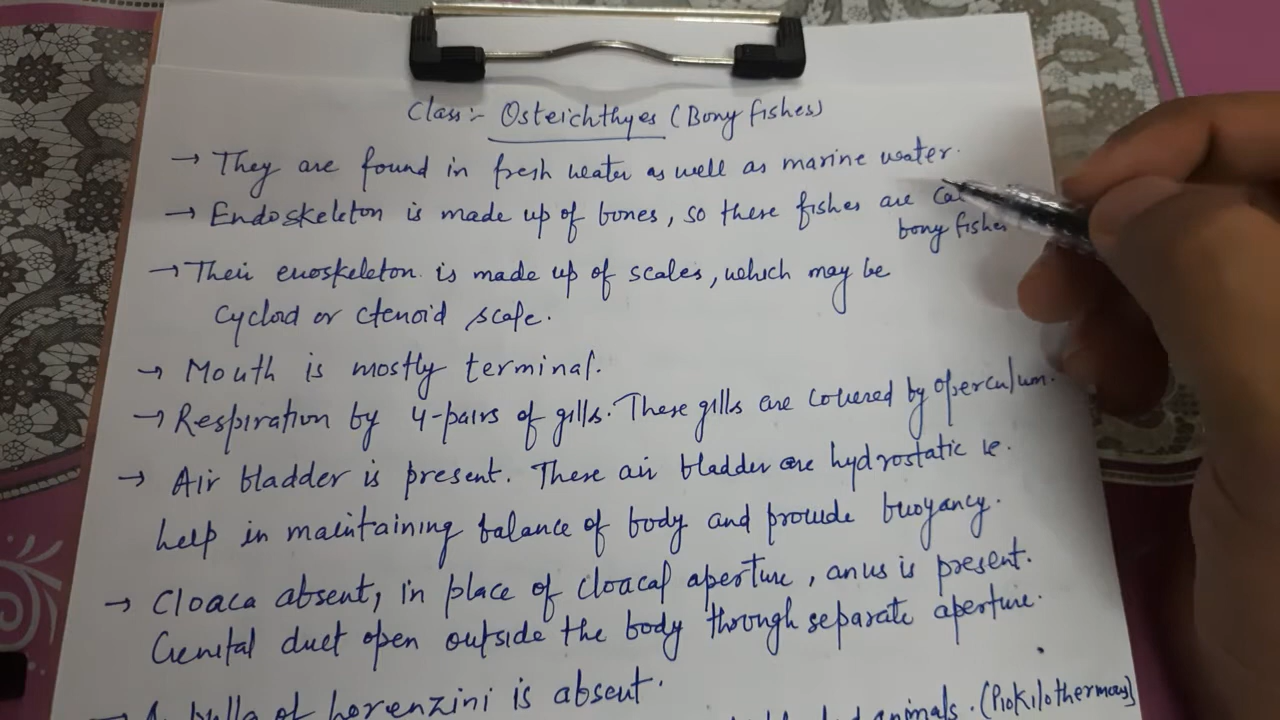 Class:- Osteichthyes (Bony fishes)
→ They are found in fresh water as well as marine water.
→ Endoskeleton is made up of bones, so these fishes are
bony fishes
→ Their exoskeleton is made up of scales, which may be
cycloid or ctenoid scale.
→ Mouth is mostly terminal.
→ Respiration by 4-pairs of gills. These gills are covered by operculum.
→ Air bladder is present. These air bladder are hydrostatic ie.
help in maintaining balance of body and provide buoyancy.
→ Cloaca absent, in place of cloacal aperture, anus is present.
Genital duct open outside the body through separate aperture.
of Lorenzini is absent.
animals. (Piokilothermous)